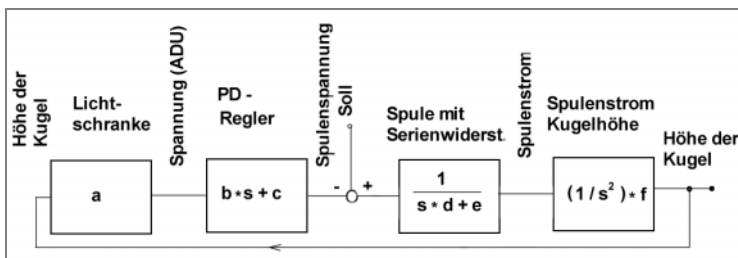 Höhe der
Kugel
Licht-
schranke
Spannung (ADU)
PD -
Regler
Spulenspannung
Soll
Spule mit
Serienwiderst.
Spulenstrom
Spulenstrom
Kugelhöhe
Höhe der
Kugel
a
b*s + c
- +
1
s * d + e
(1 / s²) * f